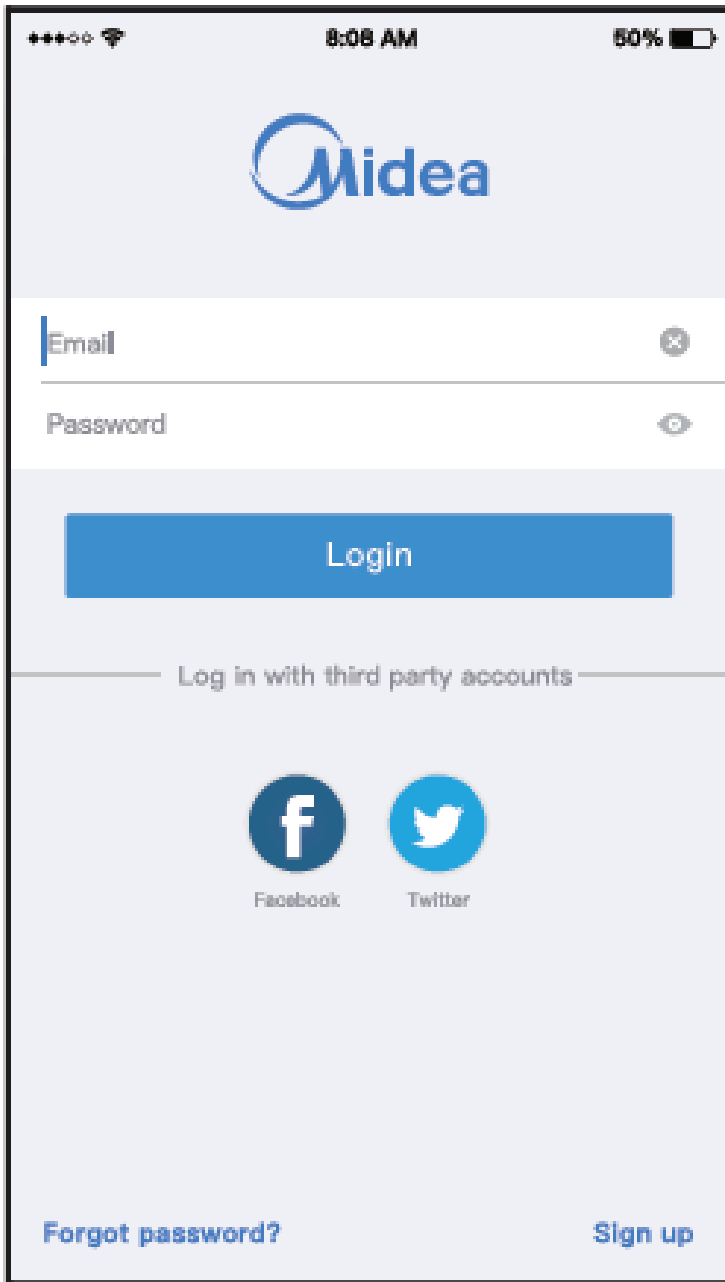 8:08 AM 50%
Midea
Email
Password
Login
Log in with third party accounts
Facebook Twitter
Forgot password? Sign up